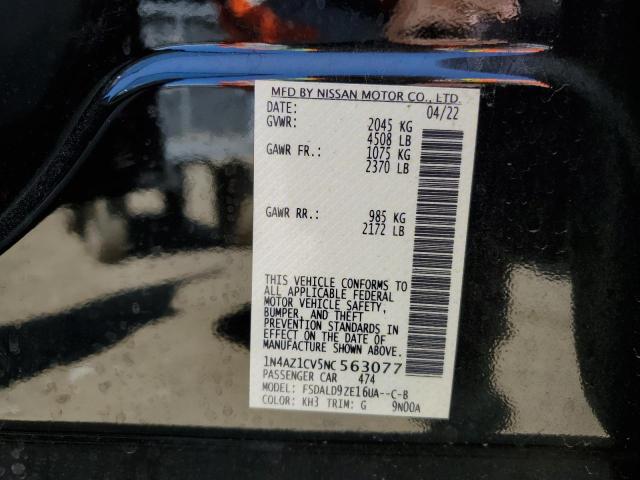 MFD BY NISSAN MOTOR CO., LTD.
DATE: 04/22
GVWR: 2045 KG
4508 LB
GAWR FR.: 1075 KG
2370 LB
GAWR RR.: 985 KG
2172 LB
THIS VEHICLE CONFORMS TO
ALL APPLICABLE FEDERAL
MOTOR VEHICLE SAFETY,
BUMPER, AND THEFT
PREVENTION STANDARDS IN
EFFECT ON THE DATE OF
MANUFACTURE SHOWN ABOVE.
1N4AZ1CV5NC563077
PASSENGER CAR 474
MODEL: FSDALD9ZE16UA--C-B
COLOR: KH3 TRIM: G 9N00A